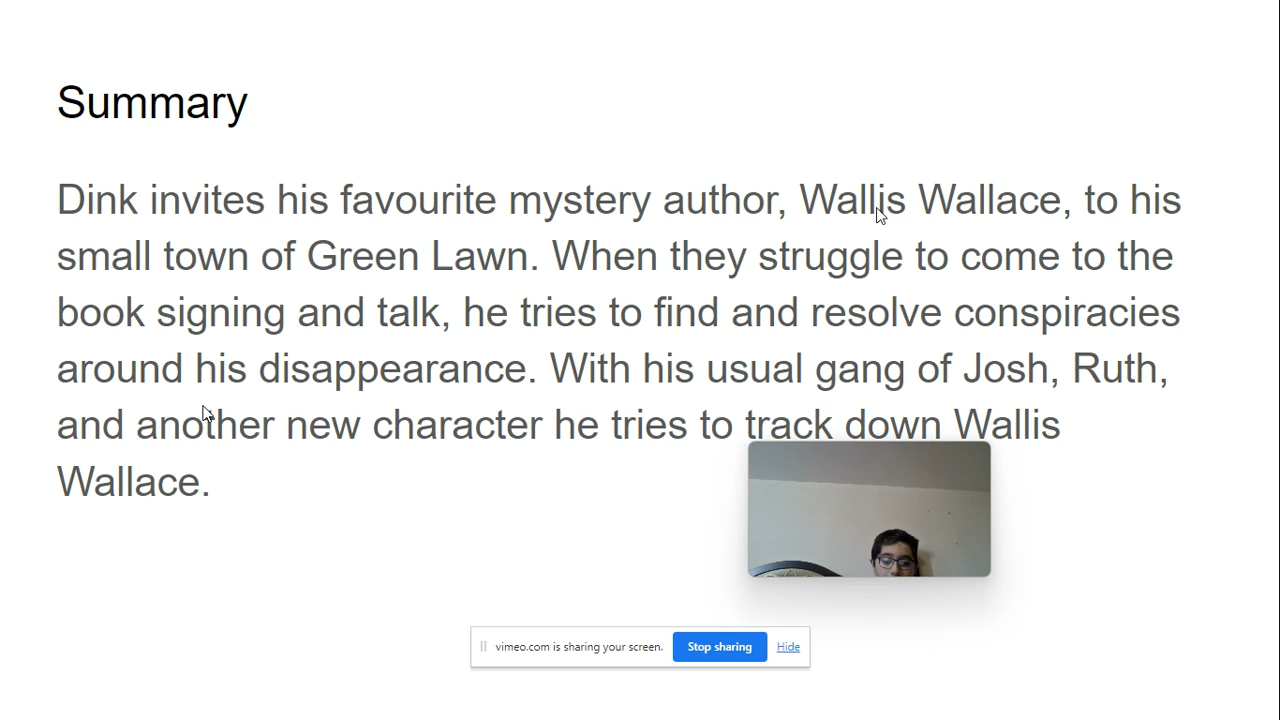 Summary
Dink invites his favourite mystery author, Wallis Wallace, to his
small town of Green Lawn. When they struggle to come to the
book signing and talk, he tries to find and resolve conspiracies
around his disappearance. With his usual gang of Josh, Ruth,
and another new character he tries to track down Wallis
Wallace.
vimeo.com is sharing your screen. Stop sharing Hide